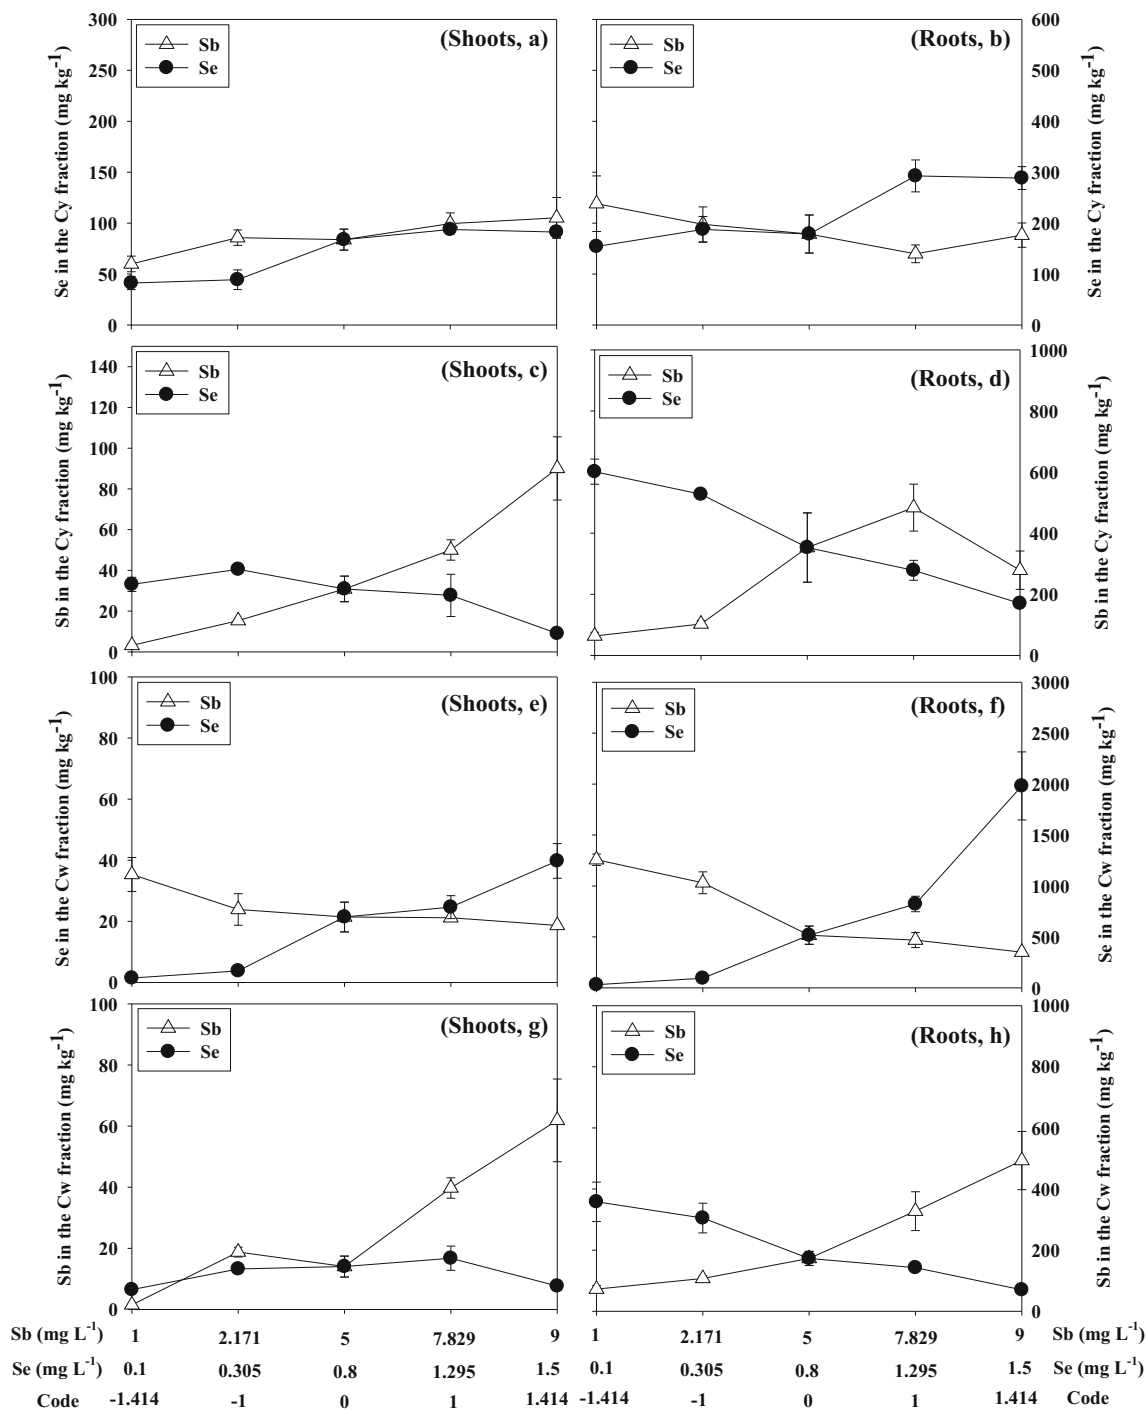 Se in the Cy fraction (mg kg-1)
300
250
200
150
100
50
0
Sb
Se
(Shoots, a)
Sb
Se
(Roots, b)
600
500
400
300
200
100
0
Se in the Cy fraction (mg kg-1)
Sb in the Cy fraction (mg kg-1)
140
120
100
80
60
40
20
0
Sb
Se
(Shoots, c)
Sb
Se
(Roots, d)
1000
800
600
400
200
0
Sb in the Cy fraction (mg kg-1)
Se in the Cw fraction (mg kg-1)
100
80
60
40
20
0
Sb
Se
(Shoots, e)
Sb
Se
(Roots, f)
3000
2500
2000
1500
1000
500
0
Se in the Cw fraction (mg kg-1)
Sb in the Cw fraction (mg kg-1)
100
80
60
40
20
0
Sb
Se
(Shoots, g)
Sb
Se
(Roots, h)
1000
800
600
400
200
0
Sb in the Cw fraction (mg kg-1)
Sb (mg L-1) 1 2.171 5 7.829 9 1 2.171 5 7.829 9 Sb (mg L-1)
Se (mg L-1) 0.1 0.305 0.8 1.295 1.5 0.1 0.305 0.8 1.295 1.5 Se (mg L-1)
Code -1.414 -1 0 1 1.414 -1.414 -1 0 1 1.414 Code